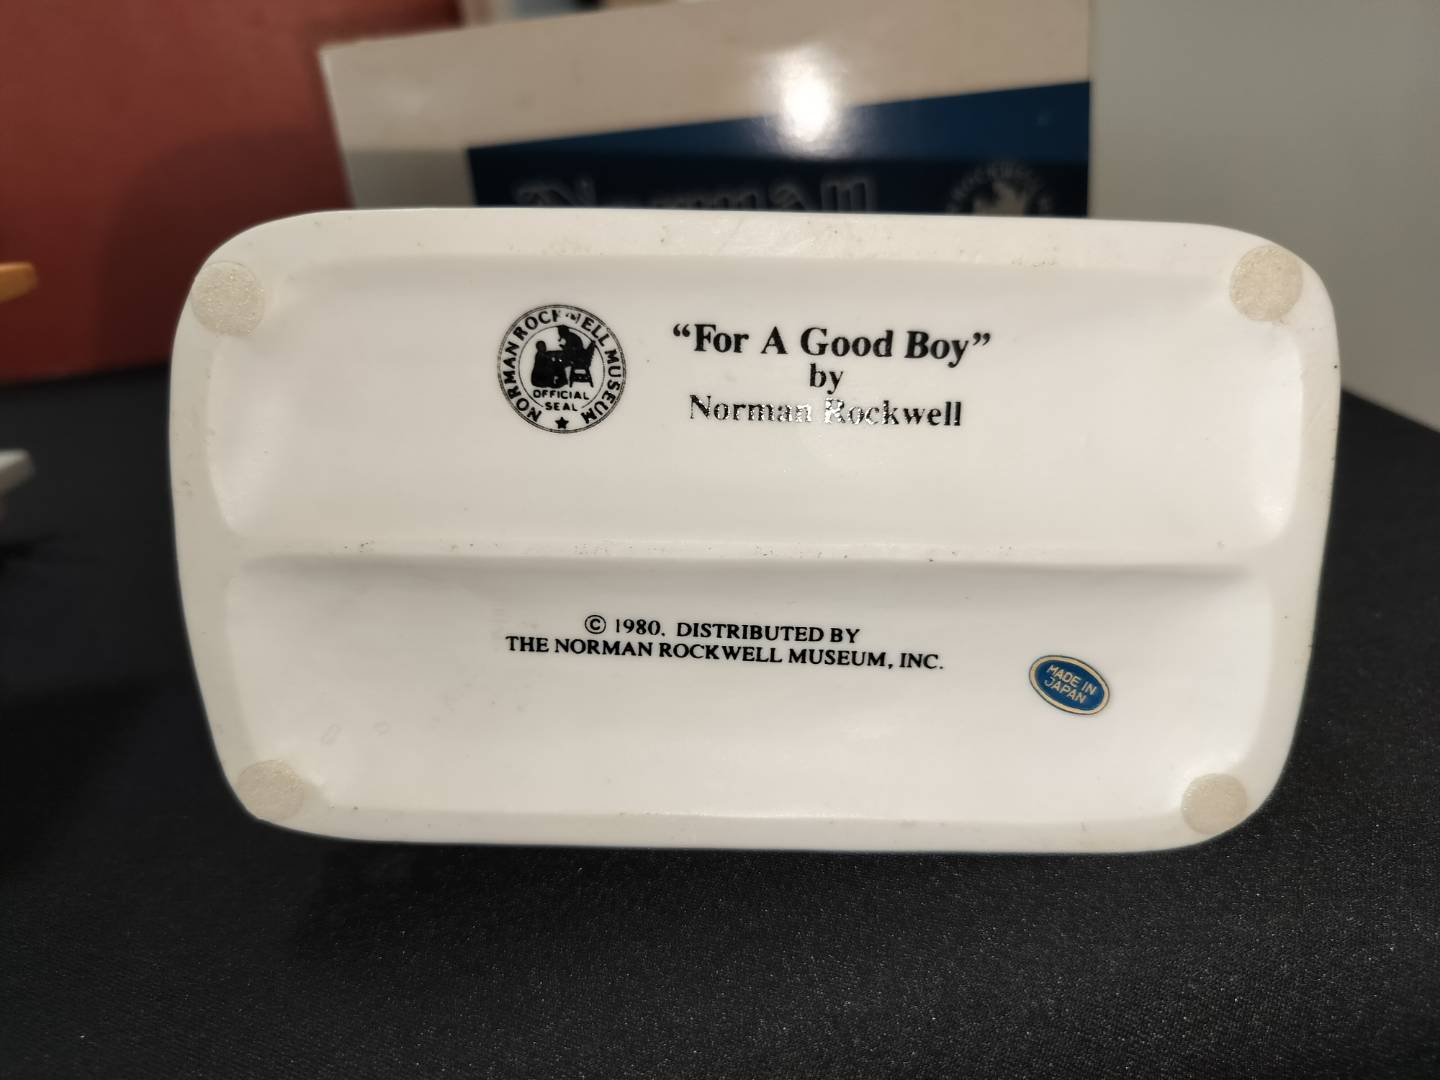 Norman
NORMAN ROCKWELL MUSEUM
OFFICIAL
SEAL
“For A Good Boy”
by
Norman Rockwell
© 1980. DISTRIBUTED BY
THE NORMAN ROCKWELL MUSEUM, INC.
MADE IN
JAPAN